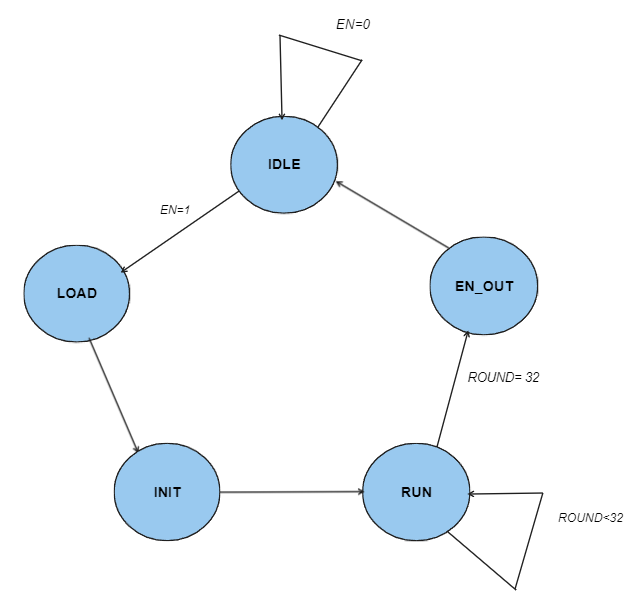 EN=0
IDLE
EN=1
LOAD
EN_OUT
ROUND= 32
INIT
RUN
ROUND<32